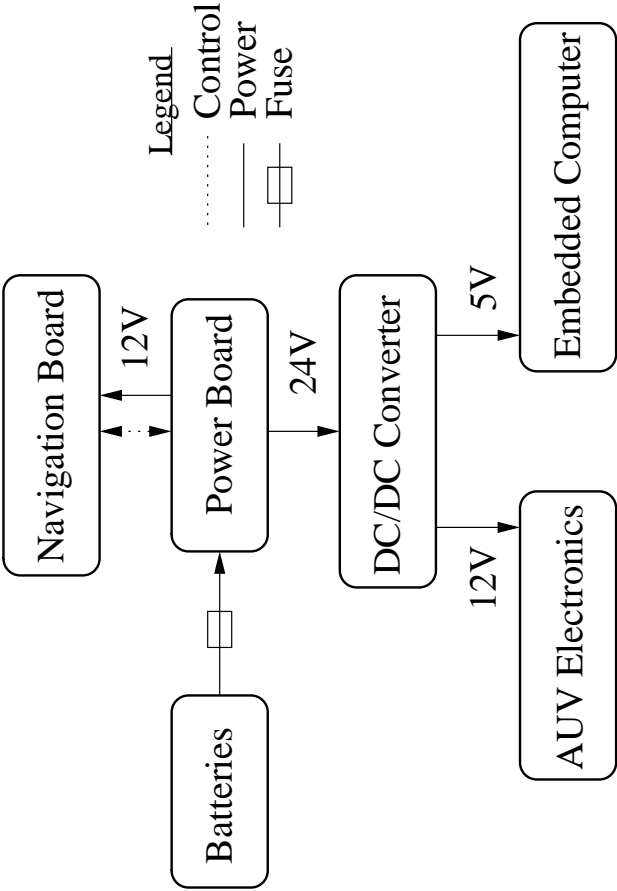 Navigation Board
12V
Batteries
Power Board
24V
DC/DC Converter
12V
5V
AUV Electronics
Embedded Computer
Legend
Control
Power
Fuse